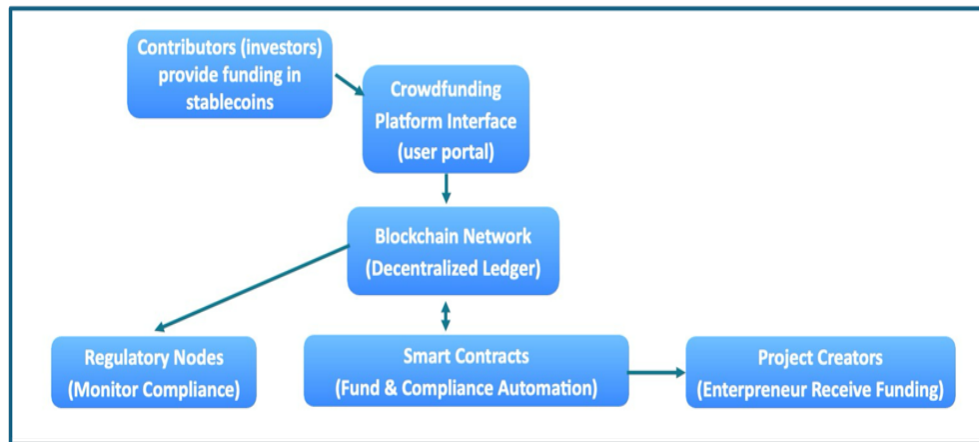 Contributors (investors)
provide funding in
stablecoins
Crowdfunding
Platform Interface
(user portal)
Blockchain Network
(Decentralized Ledger)
Regulatory Nodes
(Monitor Compliance)
Smart Contracts
(Fund & Compliance Automation)
Project Creators
(Enterpreneur Receive Funding)